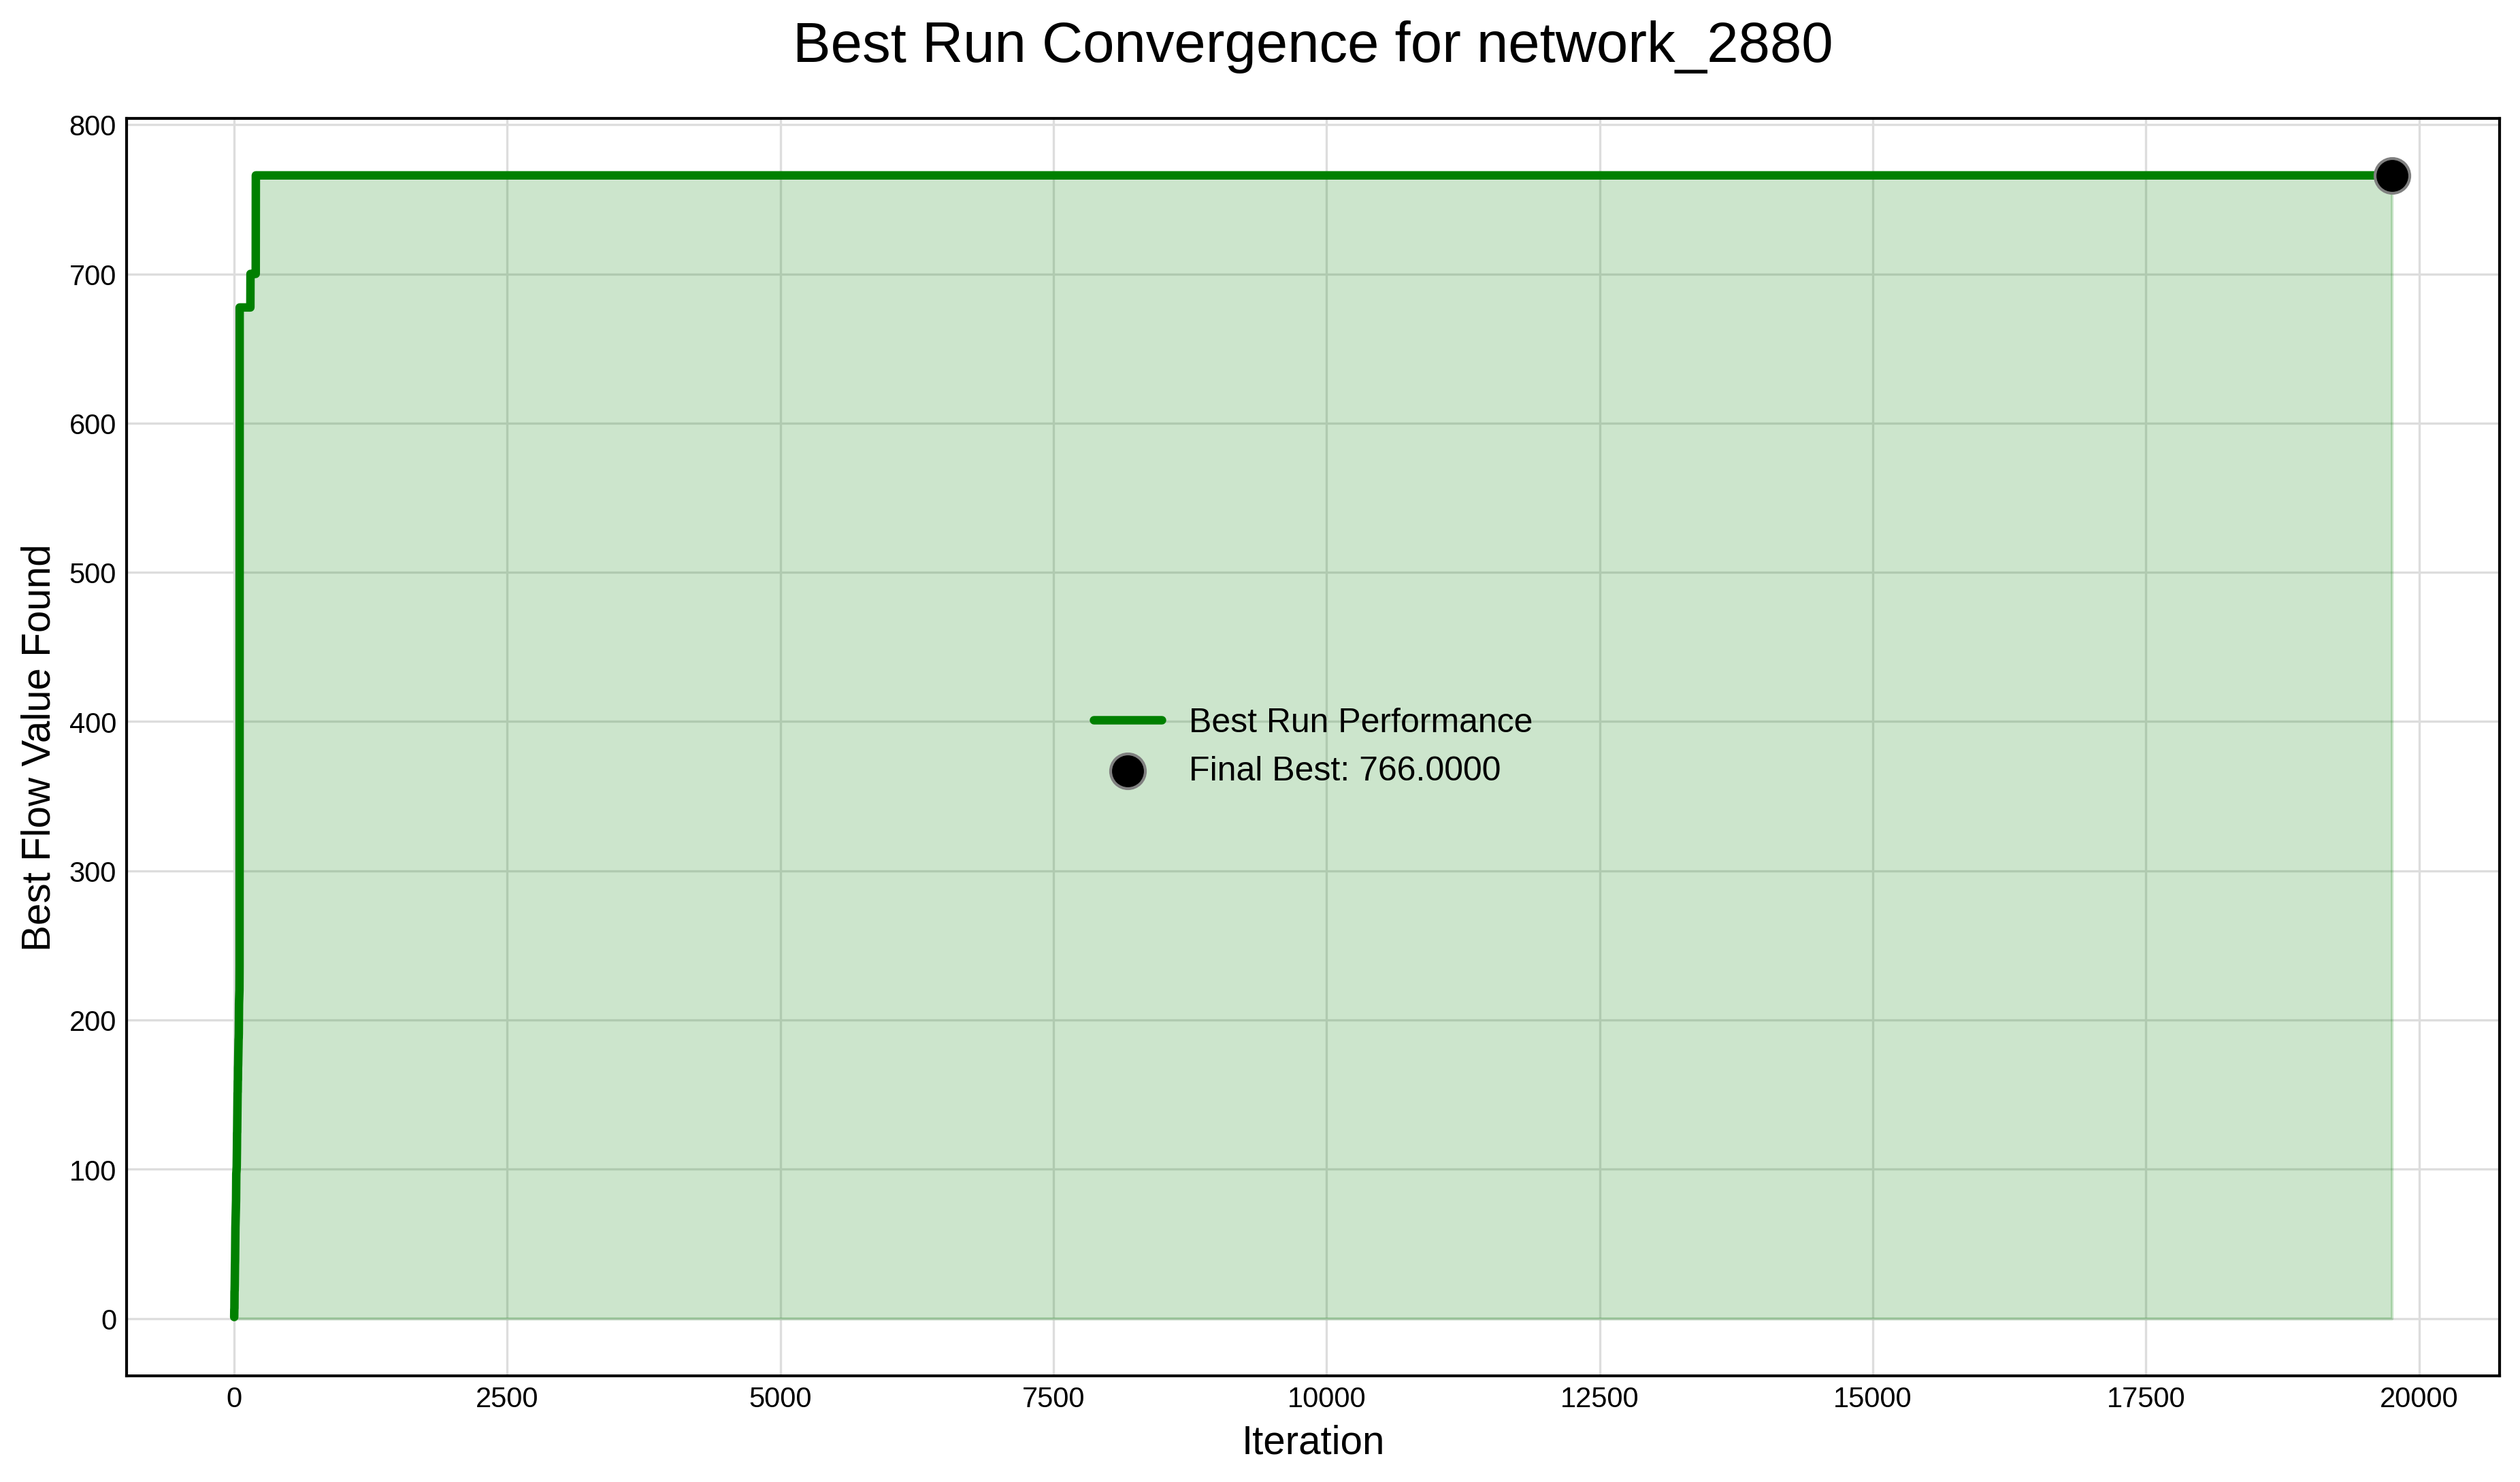 Best Run Convergence for network_2880
800
700
600
500
400
300
200
100
0
Best Flow Value Found
Best Run Performance
Final Best: 766.0000
0 2500 5000 7500 10000 12500 15000 17500 20000
Iteration